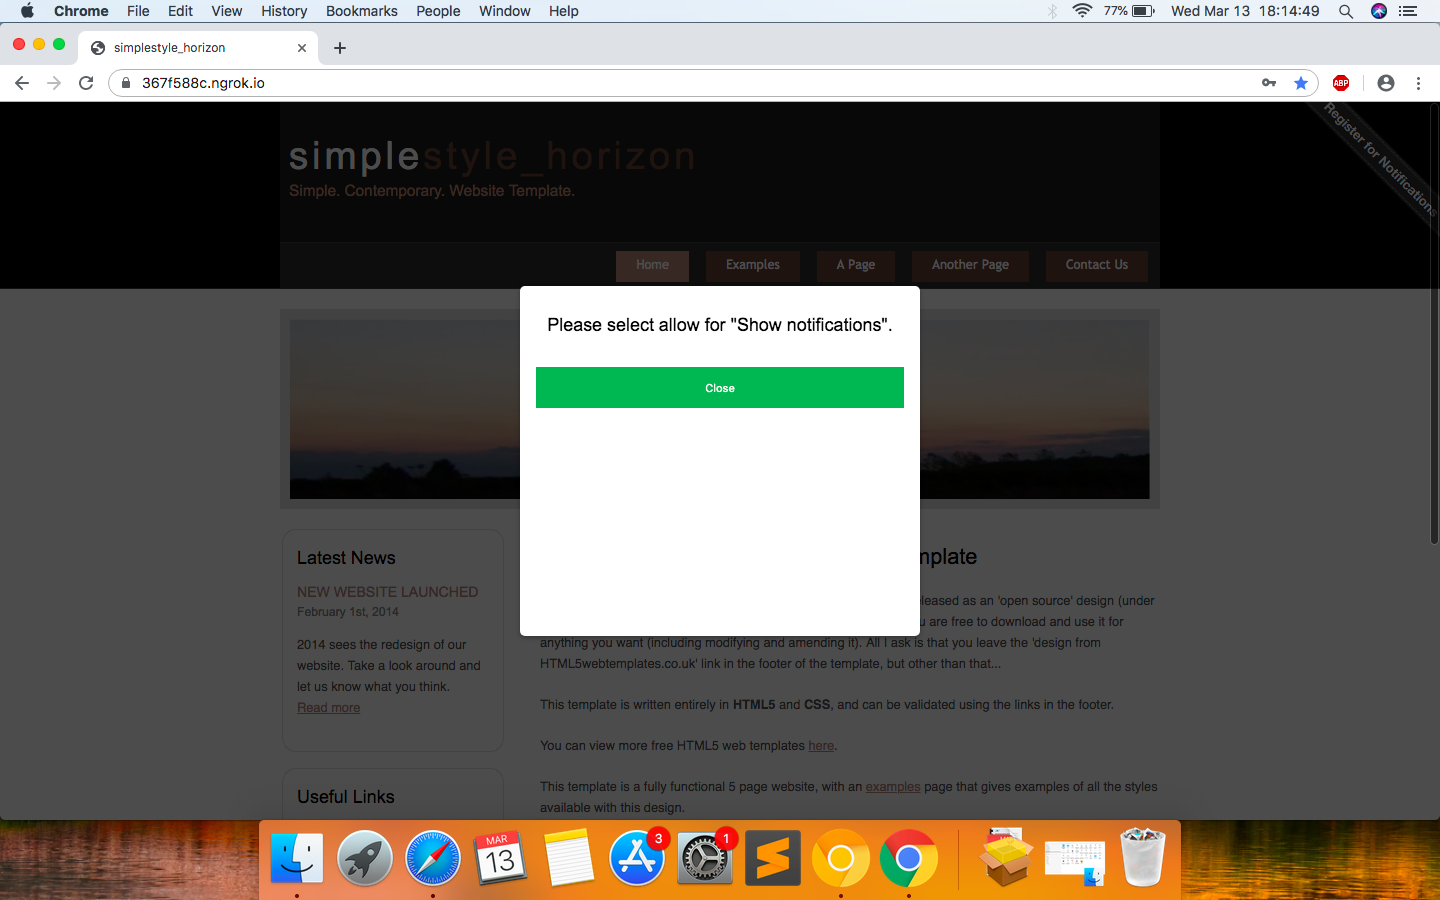 Chrome File Edit View History Bookmarks People Window Help 77% Wed Mar 13 18:14:49
simplestyle_horizon
367f588c.ngrok.io
ABP
Register for Notifications
simplestyle_horizon
Simple. Contemporary. Website Template.
Home Examples A Page Another Page Contact Us
Please select allow for "Show notifications".
Close
Latest News
NEW WEBSITE LAUNCHED
February 1st, 2014
2014 sees the redesign of our
website. Take a look around and
let us know what you think.
Read more
Useful Links
mplate
leased as an 'open source' design (under
u are free to download and use it for
anything you want (including modifying and amending it). All I ask is that you leave the 'design from
HTML5webtemplates.co.uk' link in the footer of the template, but other than that...
This template is written entirely in HTML5 and CSS, and can be validated using the links in the footer.
You can view more free HTML5 web templates here.
This template is a fully functional 5 page website, with an examples page that gives examples of all the styles
available with this design.
MAR
13
3
1